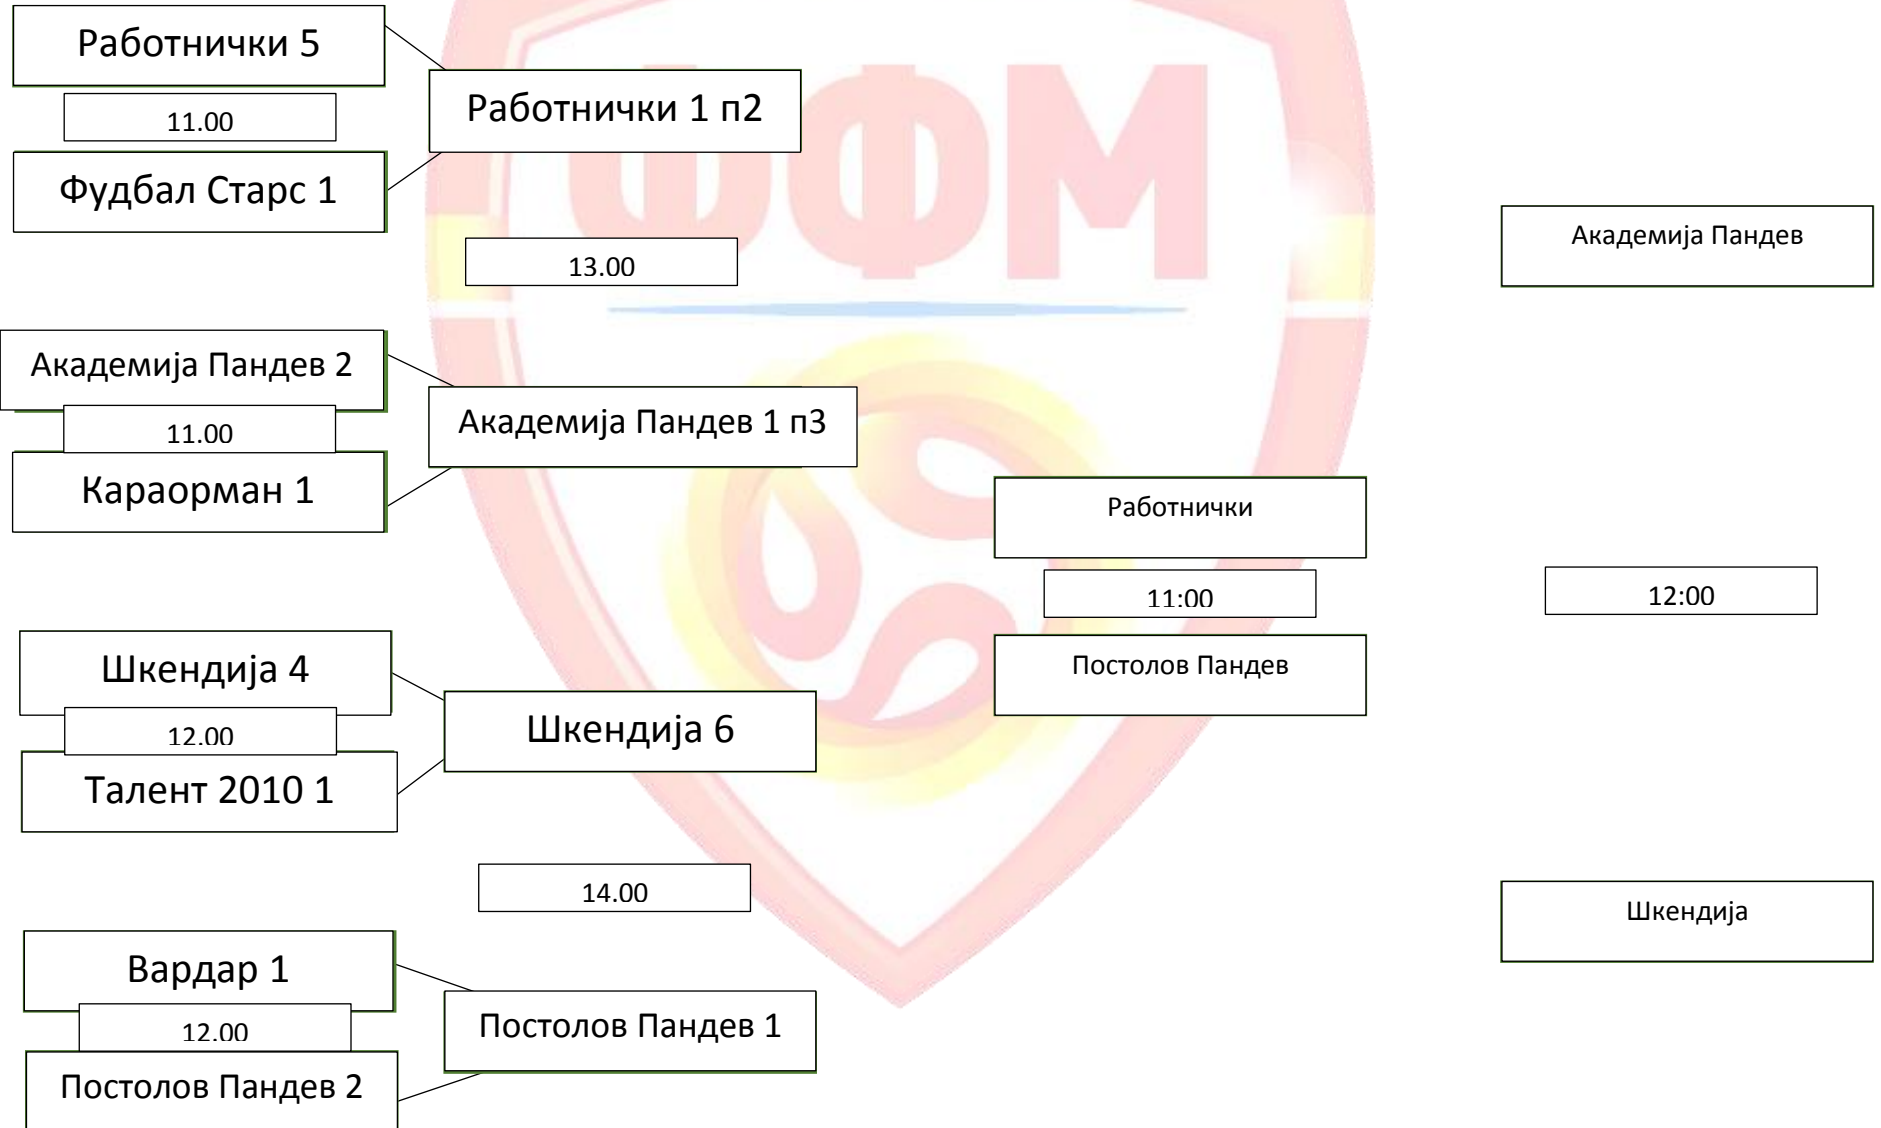 Работнички 5
11.00
Фудбал Старс 1
Работнички 1 п2
13.00
Академија Пандев 2
11.00
Караорман 1
Академија Пандев 1 п3
Шкендија 4
12.00
Талент 2010 1
Шкендија 6
14.00
Вардар 1
12.00
Постолов Пандев 2
Постолов Пандев 1
Работнички
11:00
Постолов Пандев
Академија Пандев
12:00
Шкендија
ФФМ